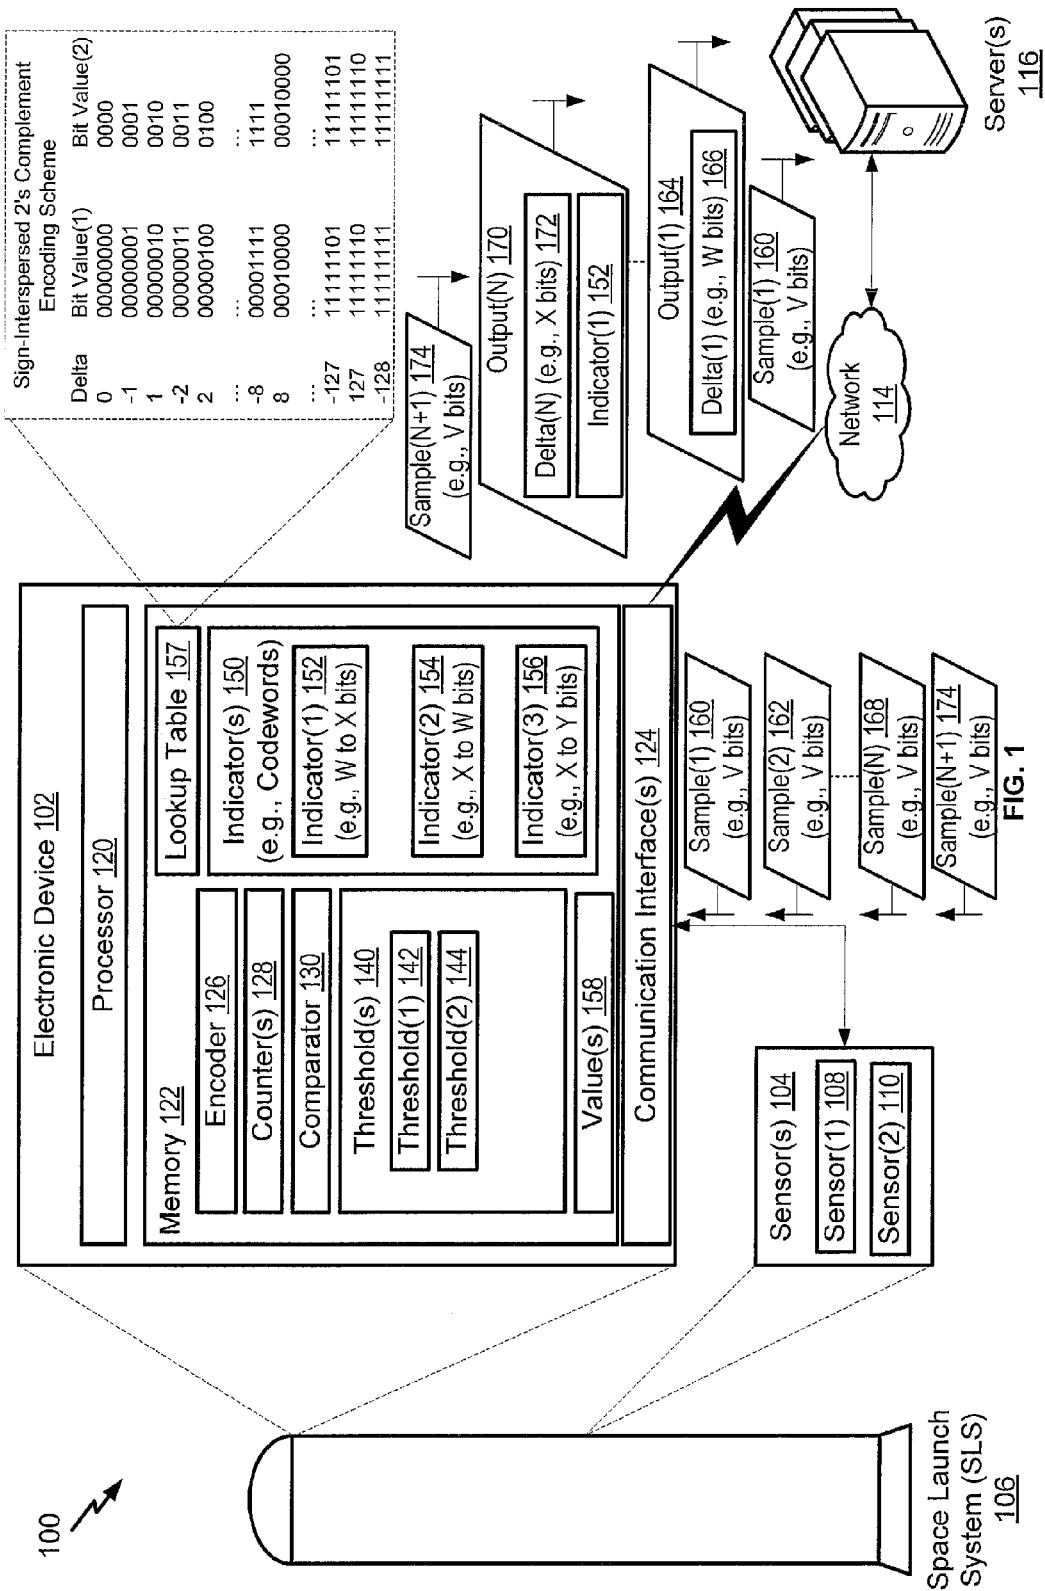 100
Space Launch
System (SLS)
106
Electronic Device 102
Processor 120
Memory 122
Encoder 126
Counter(s) 128
Comparator 130
Threshold(s) 140
Threshold(1) 142
Threshold(2) 144
Value(s) 158
Lookup Table 157
Indicator(s) 150
(e.g., Codewords)
Indicator(1) 152
(e.g., W to X bits)
Indicator(2) 154
(e.g., X to W bits)
Indicator(3) 156
(e.g., X to Y bits)
Communication Interface(s) 124
Sensor(s) 104
Sensor(1) 108
Sensor(2) 110
Sample(1) 160
(e.g., V bits)
Sample(2) 162
(e.g., V bits)
Sample(N) 168
(e.g., V bits)
Sample(N+1) 174
(e.g., V bits)
Sign-Interspersed 2's Complement
Encoding Scheme
Delta Bit Value(1) Bit Value(2)
0 00000000 0000
-1 00000001 0001
1 00000010 0010
-2 00000011 0011
2 00000100 0100
... ... ...
-8 00001111 1111
8 00010000 00010000
... ... ...
-127 11111101 11111101
127 11111110 11111110
-128 11111111 11111111
Sample(N+1) 174
(e.g., V bits)
Output(N) 170
Delta(N) (e.g., X bits) 172
Indicator(1) 152
Output(1) 164
Delta(1) (e.g., W bits) 166
Sample(1) 160
(e.g., V bits)
Network
114
Server(s)
116
FIG. 1